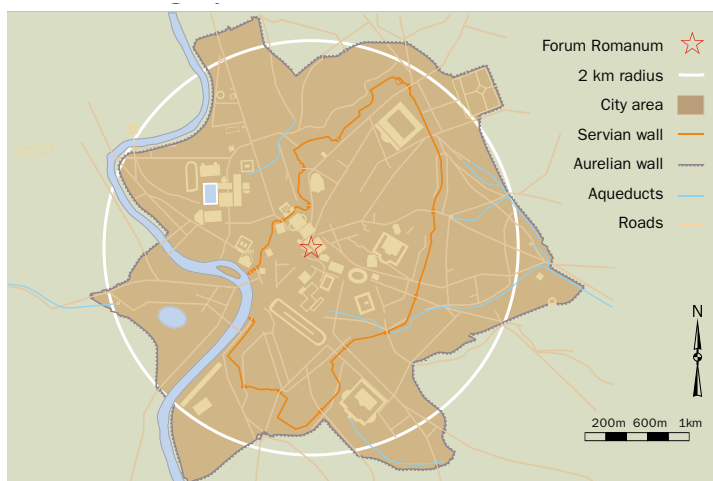 Forum Romanum
2 km radius
City area
Servian wall
Aurelian wall
Aqueducts
Roads
N
200m 600m 1km